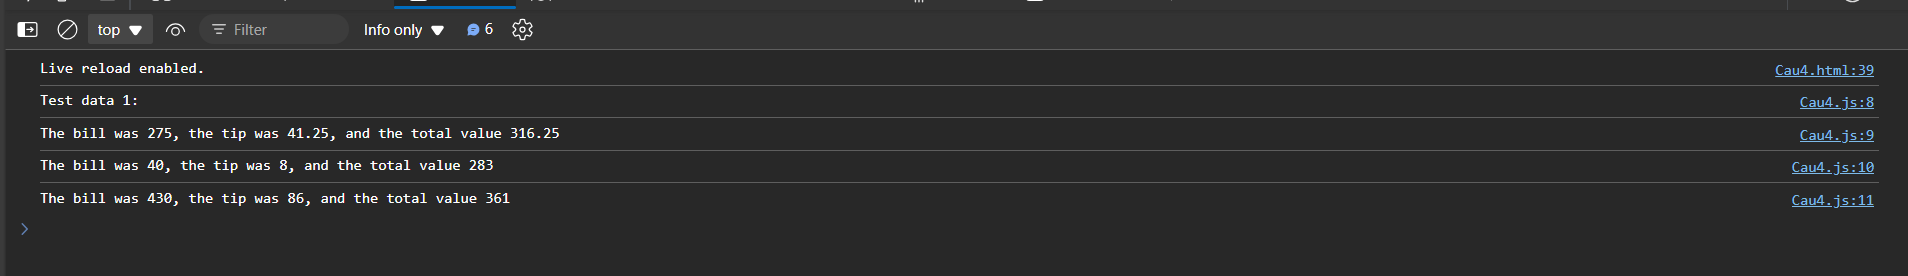 top Filter Info only 6
Live reload enabled. Cau4.html:39
Test data 1: Cau4.js:8
The bill was 275, the tip was 41.25, and the total value 316.25 Cau4.js:9
The bill was 40, the tip was 8, and the total value 283 Cau4.js:10
The bill was 430, the tip was 86, and the total value 361 Cau4.js:11